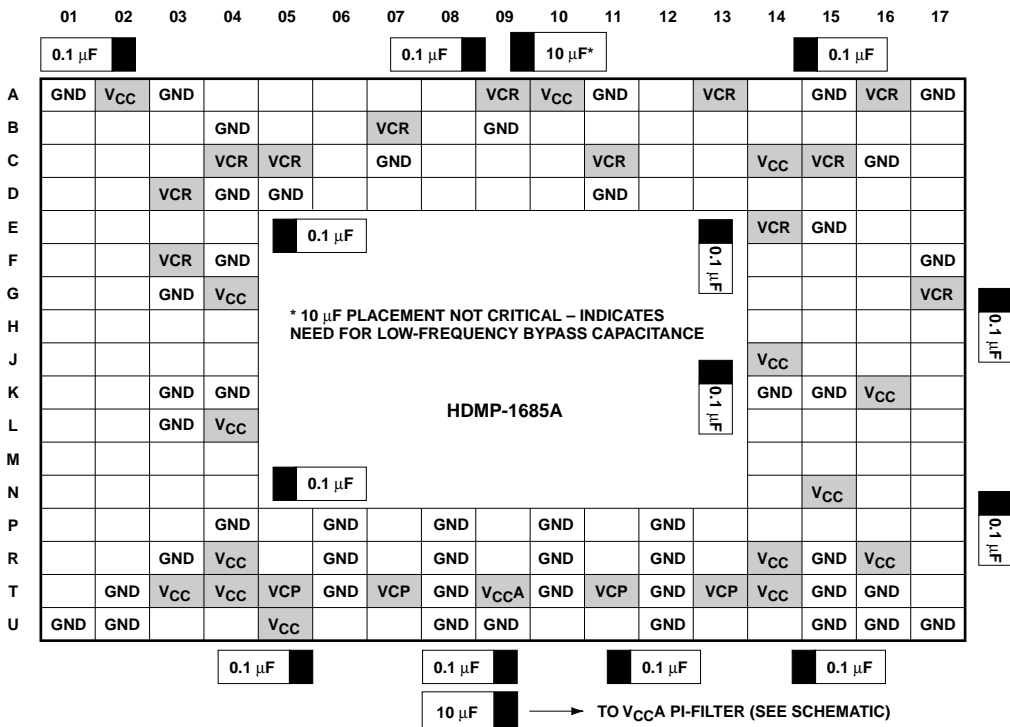 01 02 03 04 05 06 07 08 09 10 11 12 13 14 15 16 17
0.1 μF 0.1 μF 10 μF* 0.1 μF
A GND VCC GND VCR VCC GND VCR GND VCR GND
B GND VCR GND
C VCR VCR GND VCR VCC VCR GND
D VCR GND GND GND
E 0.1 μF VCR GND
F VCR GND 0.1 μF GND
G GND VCC VCR
H * 10 μF PLACEMENT NOT CRITICAL – INDICATES 0.1 μF
NEED FOR LOW-FREQUENCY BYPASS CAPACITANCE
J VCC
K GND GND 0.1 μF GND GND VCC
HDMP-1685A
L GND VCC
M
N 0.1 μF VCC
P GND GND GND GND GND 0.1 μF
R GND VCC GND GND GND GND VCC GND VCC
T GND VCC VCC VCP GND VCP GND VCCA GND VCP GND VCP VCC GND GND
U GND GND VCC GND GND GND GND GND GND
0.1 μF 0.1 μF 0.1 μF 0.1 μF
10 μF TO VCCA PI-FILTER (SEE SCHEMATIC)